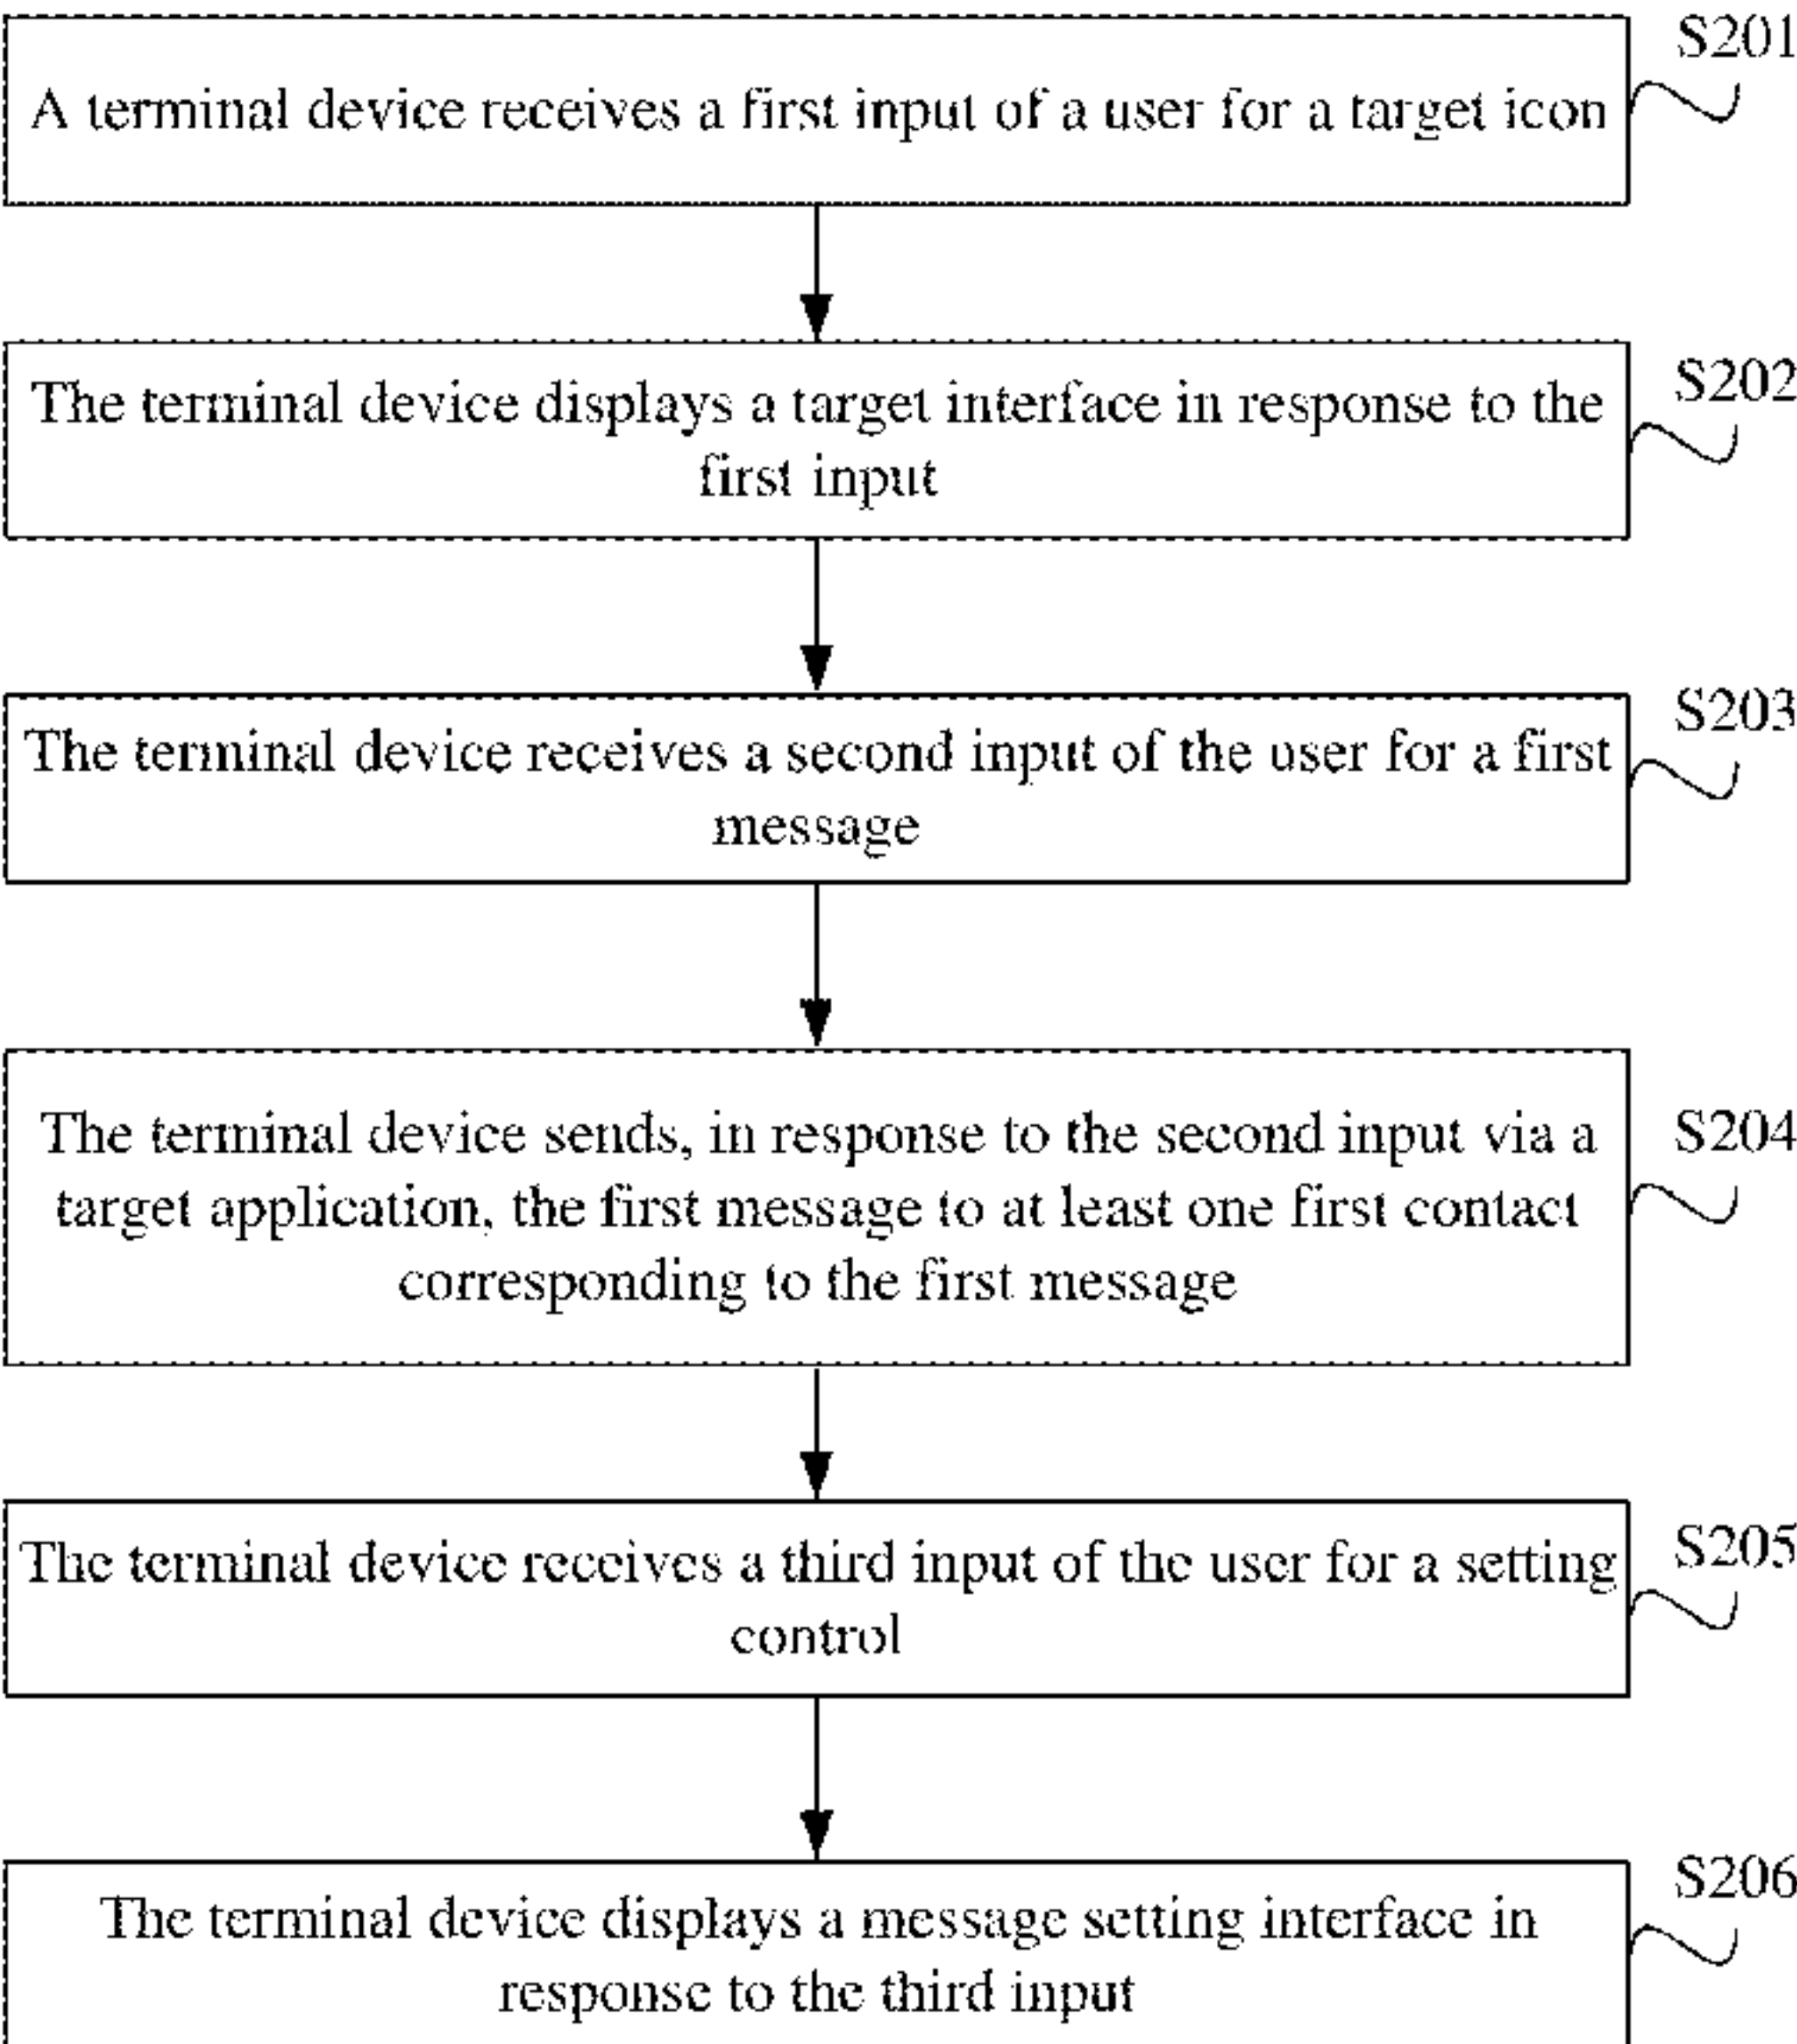 S201
A terminal device receives a first input of a user for a target icon
S202
The terminal device displays a target interface in response to the
first input
S203
The terminal device receives a second input of the user for a first
message
S204
The terminal device sends, in response to the second input via a
target application, the first message to at least one first contact
corresponding to the first message
S205
The terminal device receives a third input of the user for a setting
control
S206
The terminal device displays a message setting interface in
response to the third input